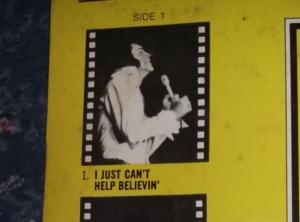 SIDE 1
1. I JUST CAN'T
HELP BELIEVIN'